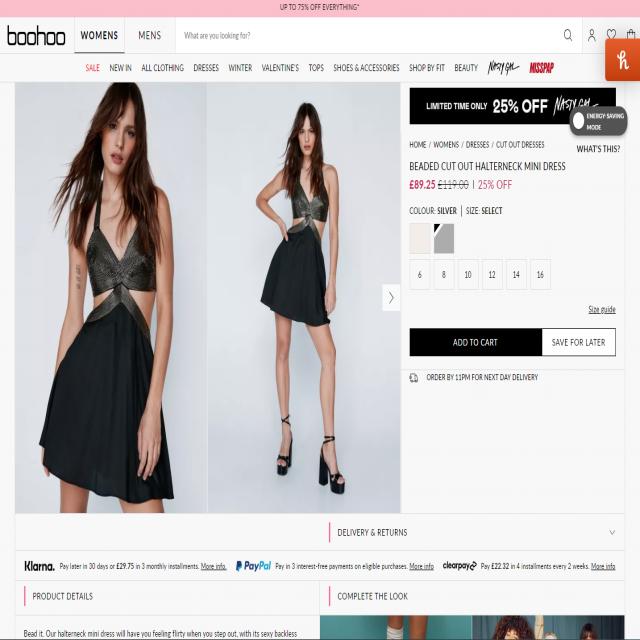 UP TO 75% OFF EVERYTHING*
boohoo
WOMENS
MENS
What are you looking for?
SALE NEW IN ALL CLOTHING DRESSES WINTER VALENTINE'S TOPS SHOES & ACCESSORIES SHOP BY FIT BEAUTY NASTY GAL MISSPAP
LIMITED TIME ONLY 25% OFF NASTY GAL
ENERGY-SAVING
MODE
WHAT'S THIS?
HOME / WOMENS / DRESSES / CUT OUT DRESSES
BEADED CUT OUT HALTERNECK MINI DRESS
£89.25 £119.00 | 25% OFF
COLOUR: SILVER | SIZE: SELECT
6 8 10 12 14 16
Size guide
ADD TO CART
SAVE FOR LATER
ORDER BY 11PM FOR NEXT DAY DELIVERY
DELIVERY & RETURNS
Klarna. Pay later in 30 days or £29.75 in 3 monthly installments. More info.
PayPal Pay in 3 interest-free payments on eligible purchases. More info
clearpay Pay £22.32 in 4 installments every 2 weeks. More info
PRODUCT DETAILS
COMPLETE THE LOOK
Bead it. Our halterneck mini dress will have you feeling flirty when you step out, with its sexy backless